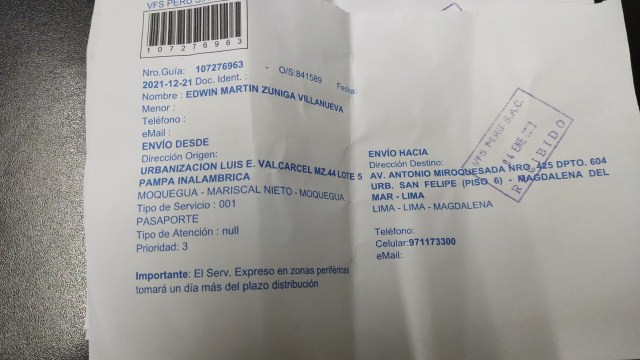 VFS PERU
107276963
Nro.Guía: 107276963 - O/S:841589 Fecha:
2021-12-21 Doc. Ident. :
Nombre : EDWIN MARTIN ZUNIGA VILLANUEVA
Menor :
Teléfono :
eMail :
ENVÍO DESDE
Dirección Origen:
URBANIZACION LUIS E. VALCARCEL MZ.44 LOTE 5
PAMPA INALAMBRICA
MOQUEGUA - MARISCAL NIETO - MOQUEGUA
Tipo de Servicio : 001
PASAPORTE
Tipo de Atención : null
Prioridad: 3
Importante: El Serv. Expreso en zonas periféricas
tomará un día más del plazo distribución
ENVÍO HACIA
Dirección Destino:
AV. ANTONIO MIROQUESADA NRO. 425 DPTO. 604
URB. SAN FELIPE (PISO 6) - MAGDALENA DEL
MAR - LIMA
LIMA - LIMA - MAGDALENA
Teléfono:
Celular:971173300
eMail:
VFS PERU S.A.C.
04 ENE
RECIBIDO